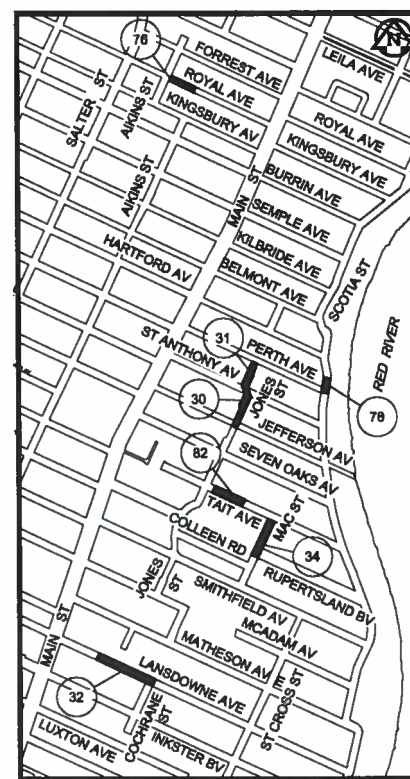 N
LEILA AVE
76
FORREST AVE
ROYAL AVE
KINGSBURY AV
SALTER ST
AIKINS ST
ROYAL AVE
KINGSBURY AVE
BURRIN AVE
SEMPLE AVE
KILBRIDE AVE
BELMONT AVE
AIKINS ST
MAIN ST
HARTFORD AV
SCOTIA ST
RED RIVER
31
PERTH AVE
ST ANTHONY AV
JONES ST
30
78
JEFFERSON AV
82
SEVEN OAKS AV
TAIT AVE
MAC ST
COLLEEN RD
34
RUPERTSLAND BV
JONES ST
SMITHFIELD AV
MCADAM AV
MATHESON AVE E
MAIN ST
LANSDOWNE AVE
ST CROSS ST
32
COCHRANE ST
LUXTON AVE
INKSTER BV